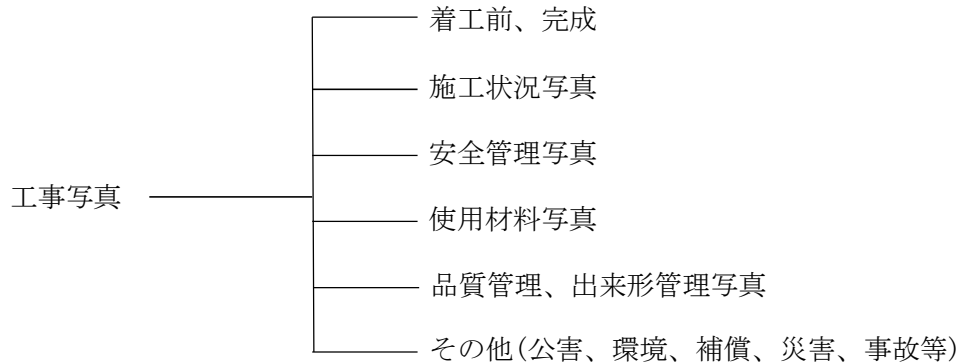 着工前、完成
施工状況写真
安全管理写真
工事写真
使用材料写真
品質管理、出来形管理写真
その他(公害、環境、補償、災害、事故等)